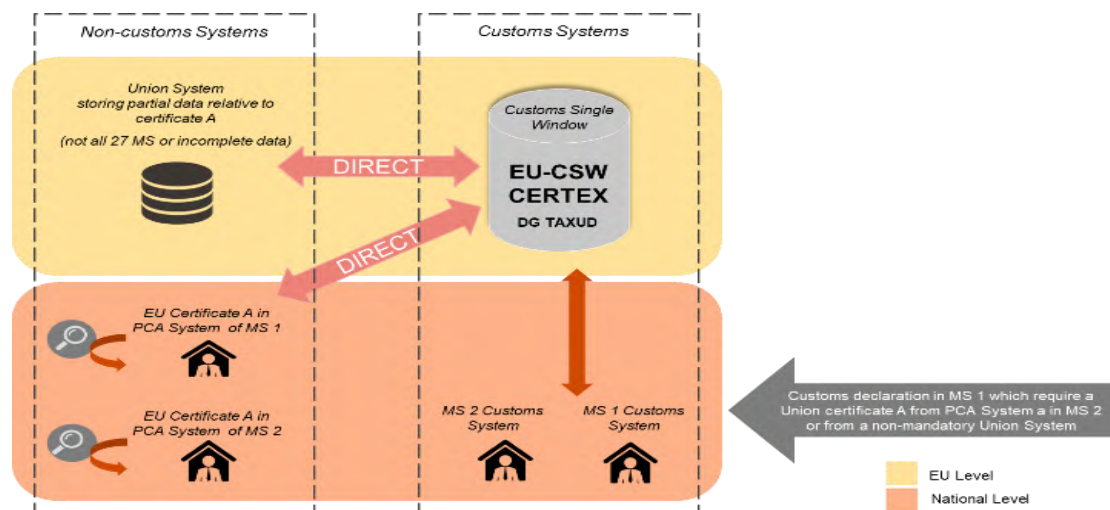 Non-customs Systems
Customs Systems
Union System
storing partial data relative to
certificate A
(not all 27 MS or incomplete data)
Customs Single
Window
EU-CSW
CERTEX
DG TAXUD
DIRECT
DIRECT
EU Certificate A in
PCA System of MS 1
EU Certificate A in
PCA System of MS 2
MS 2 Customs
System
MS 1 Customs
System
Customs declaration in MS 1 which require a
Union certificate A from PCA System a in MS 2
or from a non-mandatory Union System
EU Level
National Level